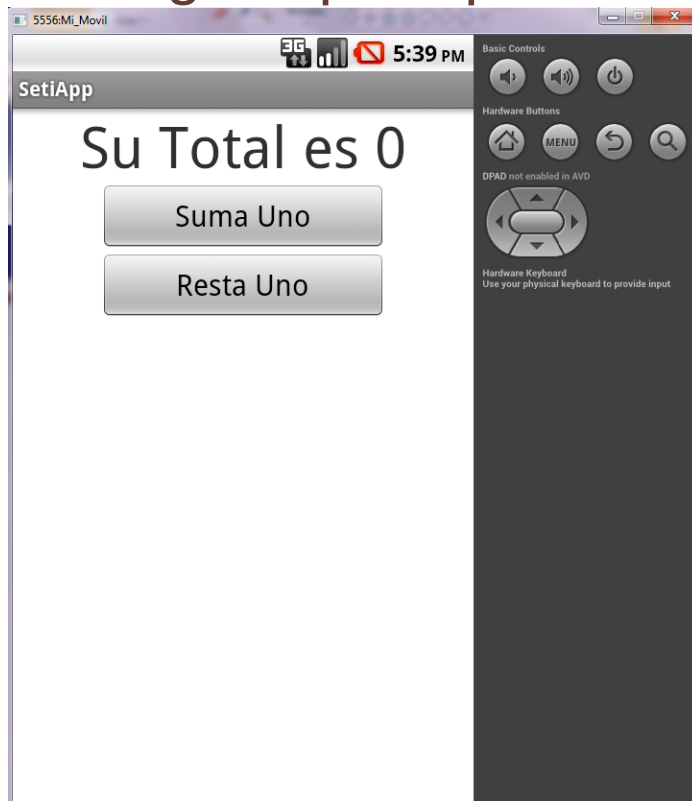 5556:Mi_Movil
3G 5:39 PM
SetiApp
Su Total es 0
Suma Uno
Resta Uno
Basic Controls
Hardware Buttons
MENU
DPAD not enabled in AVD
Hardware Keyboard
Use your physical keyboard to provide input